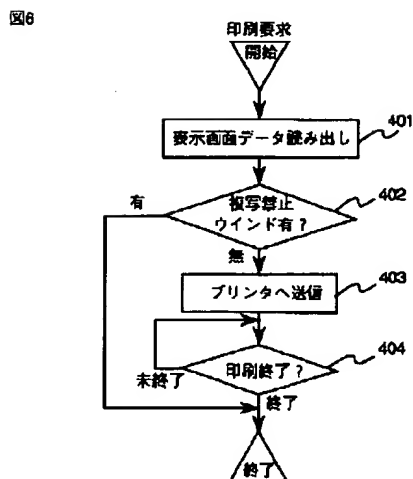 図6
印刷要求
開始
表示画面データ読み出し
401
複写禁止
ウインド有?
402
有
無
プリンタへ送信
403
印刷終了?
404
未終了
終了
終了